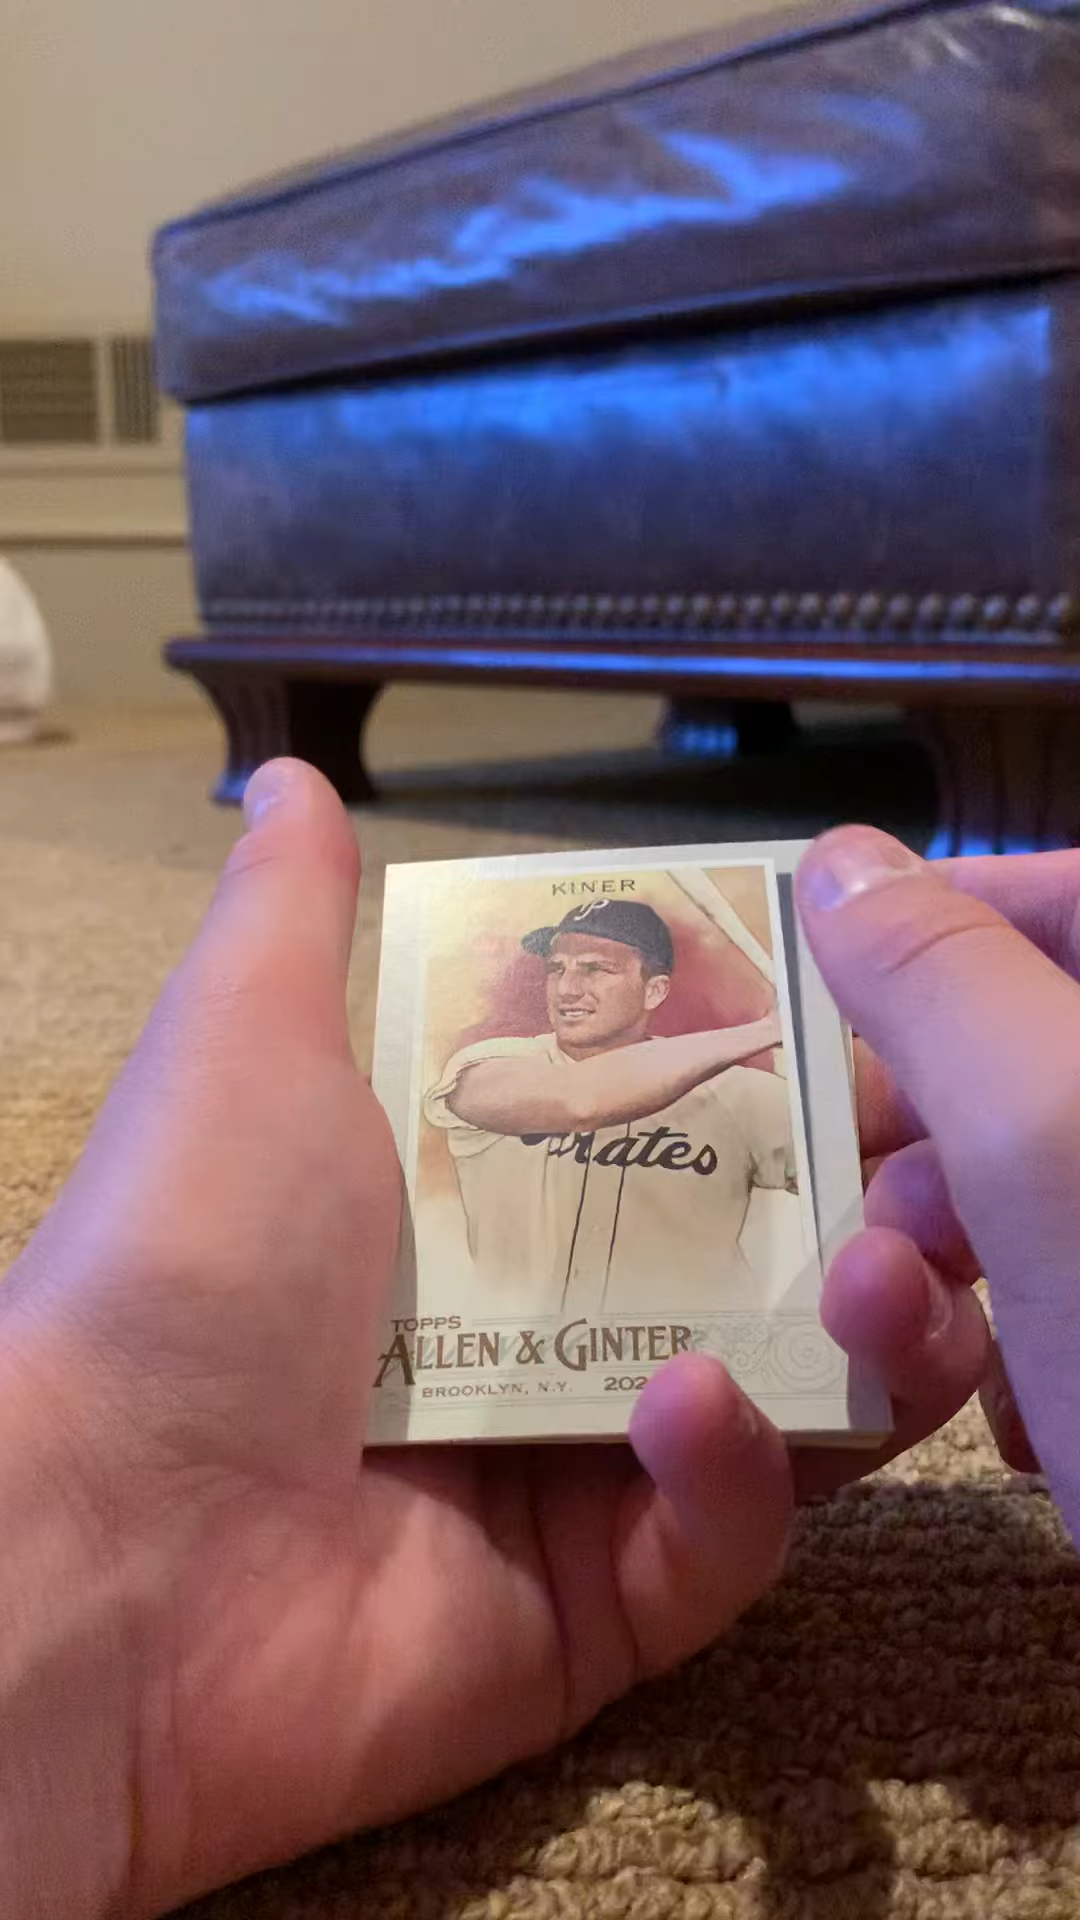 KINER
P
Pirates
TOPPS
ALLEN & GINTER
BROOKLYN, N.Y. 202